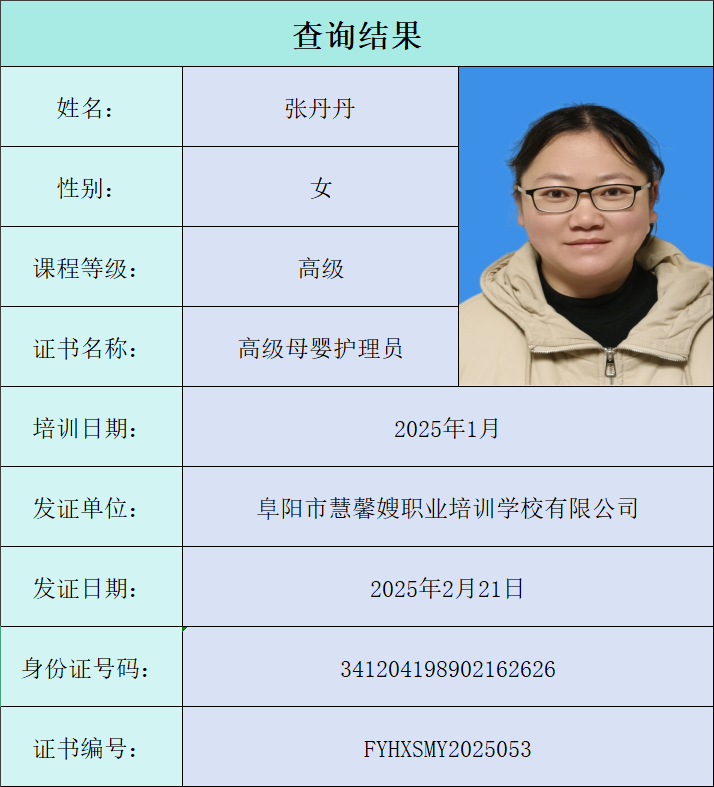 查询结果
姓名： 张丹丹
性别： 女
课程等级： 高级
证书名称： 高级母婴护理员
培训日期： 2025年1月
发证单位： 阜阳市慧馨嫂职业培训学校有限公司
发证日期： 2025年2月21日
身份证号码： 341204198902162626
证书编号： FYHXSMY2025053